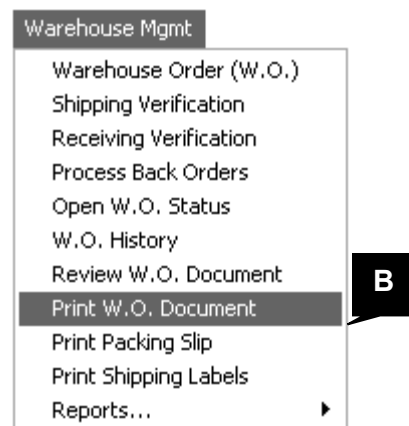 Warehouse Mgmt
Warehouse Order (W.O.)
Shipping Verification
Receiving Verification
Process Back Orders
Open W.O. Status
W.O. History
Review W.O. Document
Print W.O. Document
B
Print Packing Slip
Print Shipping Labels
Reports...